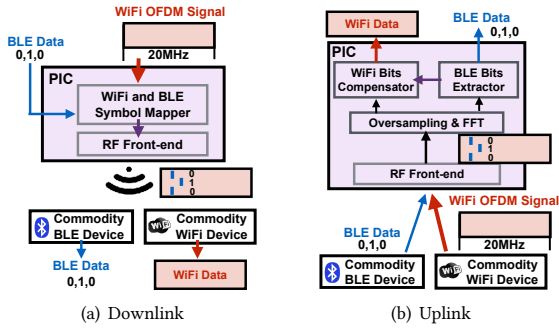 WiFi OFDM Signal
BLE Data
0,1,0
20MHz
PIC
WiFi and BLE
Symbol Mapper
RF Front-end
0
1
0
Commodity
BLE Device
WiFi
Commodity
WiFi Device
BLE Data
0,1,0
WiFi Data
(a) Downlink
WiFi Data
BLE Data
0,1,0
PIC
WiFi Bits
Compensator
BLE Bits
Extractor
Oversampling & FFT
0
1
0
RF Front-end
WiFi OFDM Signal
BLE Data
0,1,0
20MHz
Commodity
BLE Device
WiFi
Commodity
WiFi Device
(b) Uplink